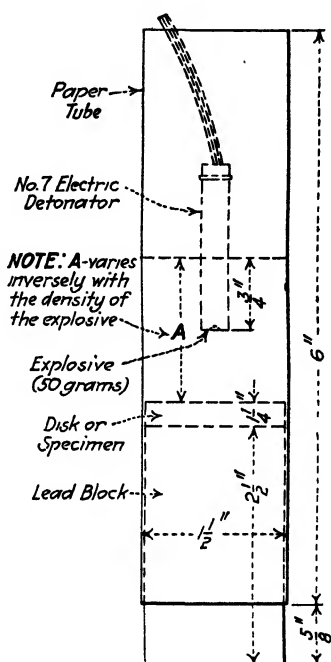 Paper
Tube
No.7 Electric
Detonator
NOTE: A-varies
inversely with
the density of
the explosive
A
3/4"
6"
Explosive
(50 grams)
Disk or
Specimen
1/4"
Lead Block
2 1/2"
1 1/2"
5/8"